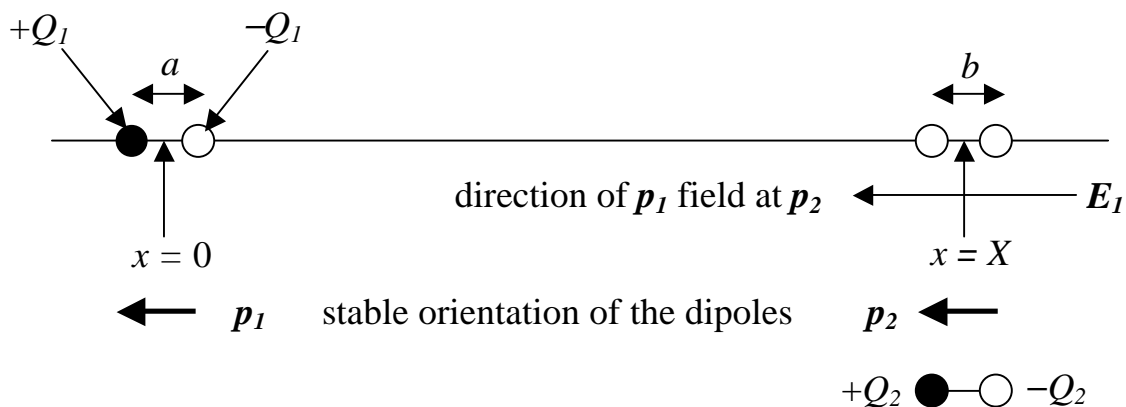 +Q₁ −Q₁
a b
direction of p₁ field at p₂ E₁
x = 0 x = X
p₁ stable orientation of the dipoles p₂
+Q₂ −Q₂